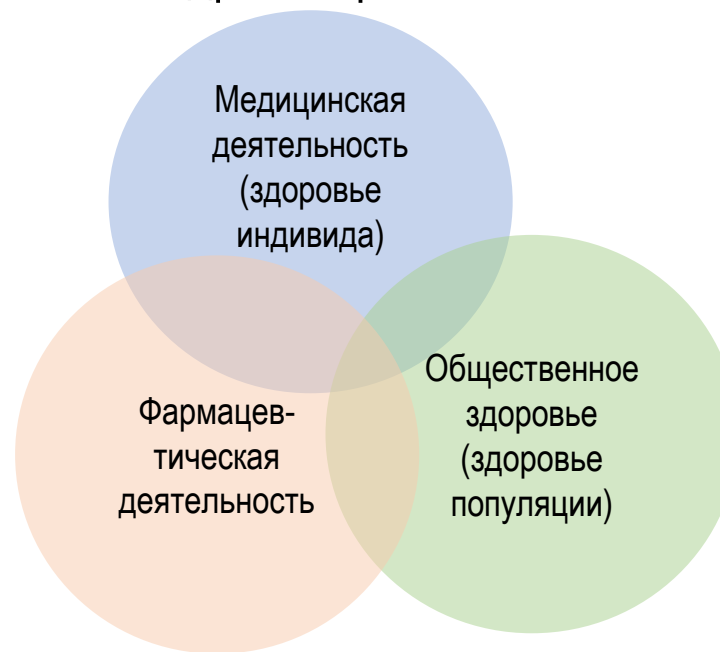 Медицинская
деятельность
(здоровье
индивида)
Общественное
здоровье
(здоровье
популяции)
Фармацев-
тическая
деятельность